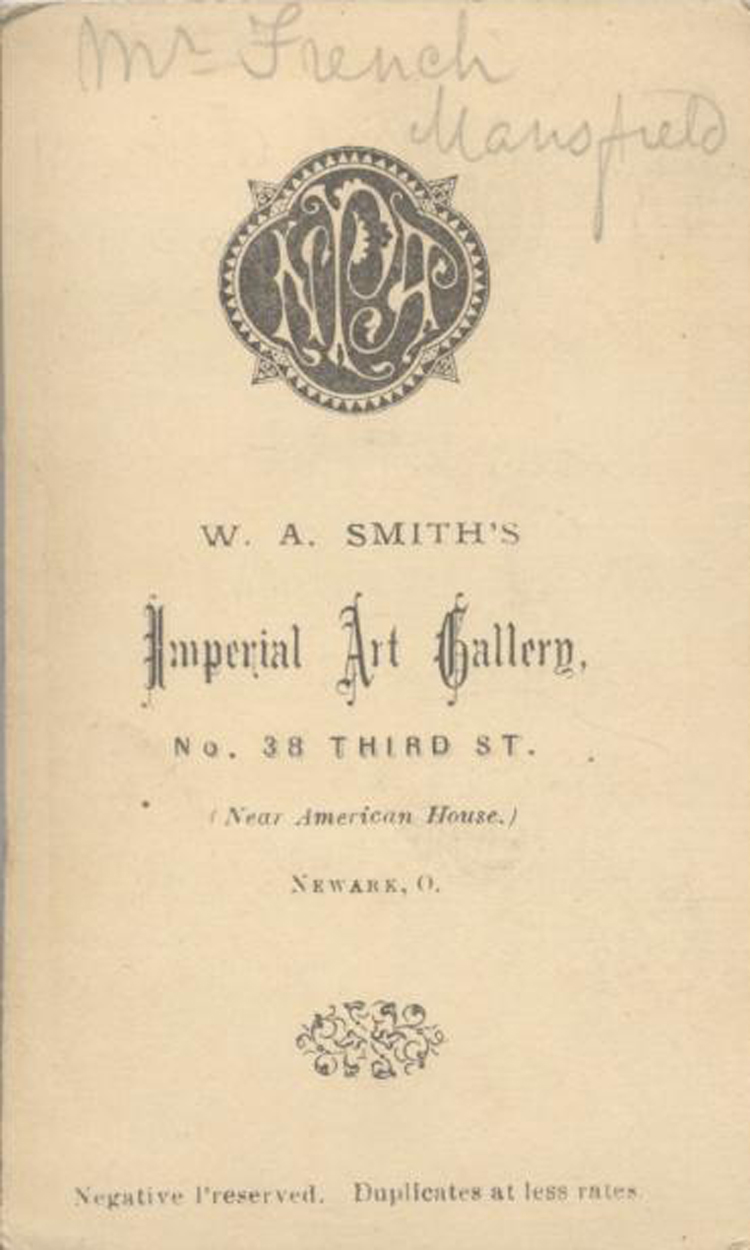 Mr French
Mansfield
NPA
W. A. SMITH'S
Imperial Art Gallery,
No. 38 THIRD ST.
(Near American House.)
NEWARK, O.
Negative Preserved. Duplicates at less rates.